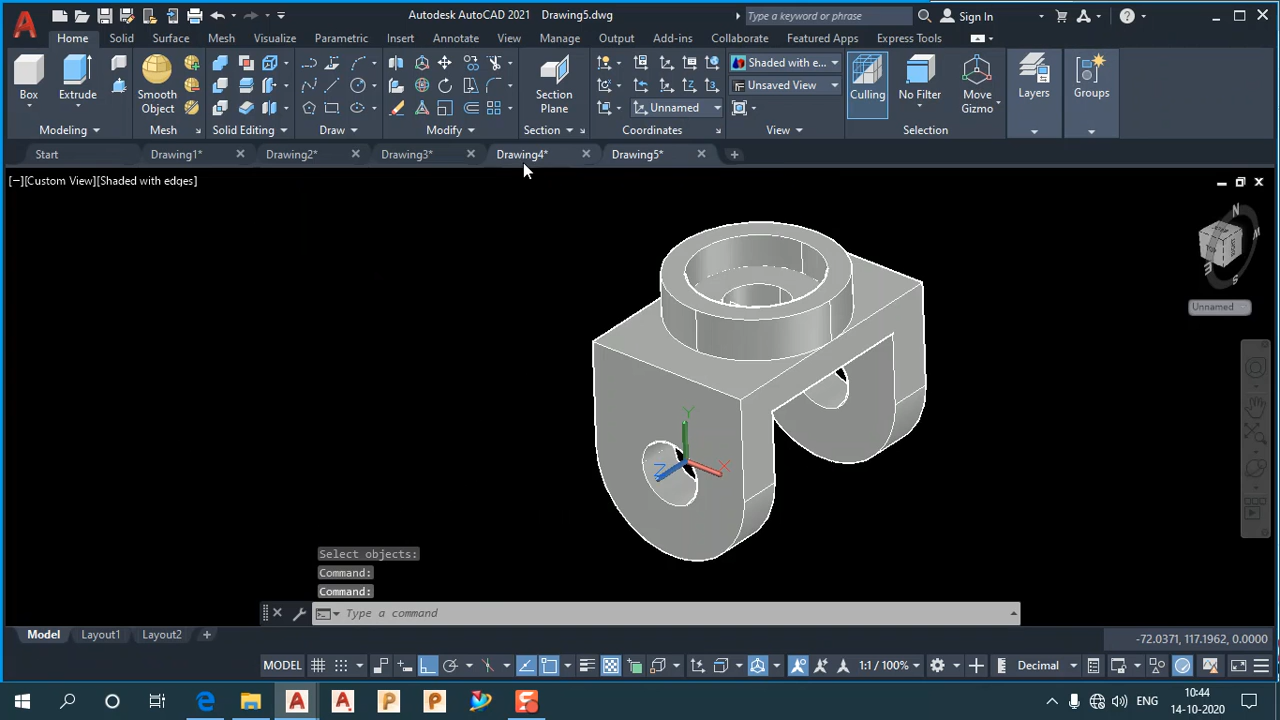 Autodesk AutoCAD 2021 Drawing5.dwg Type a keyword or phrase Sign In
Home Solid Surface Mesh Visualize Parametric Insert Annotate View Manage Output Add-ins Collaborate Featured Apps Express Tools
Box Extrude Smooth Object Section Plane Shaded with e... Unsaved View Unnamed Culling No Filter Move Gizmo Layers Groups
Modeling Mesh Solid Editing Draw Modify Section Coordinates View Selection
Start Drawing1* Drawing2* Drawing3* Drawing4* Drawing5*
[−][Custom View][Shaded with edges]
N
W
E
S
Unnamed
Y
Z X
Select objects:
Command:
Command:
Type a command
Model Layout1 Layout2 +
-72.0371, 117.1962, 0.0000
MODEL 1:1 / 100% Decimal
ENG 10:44
14-10-2020